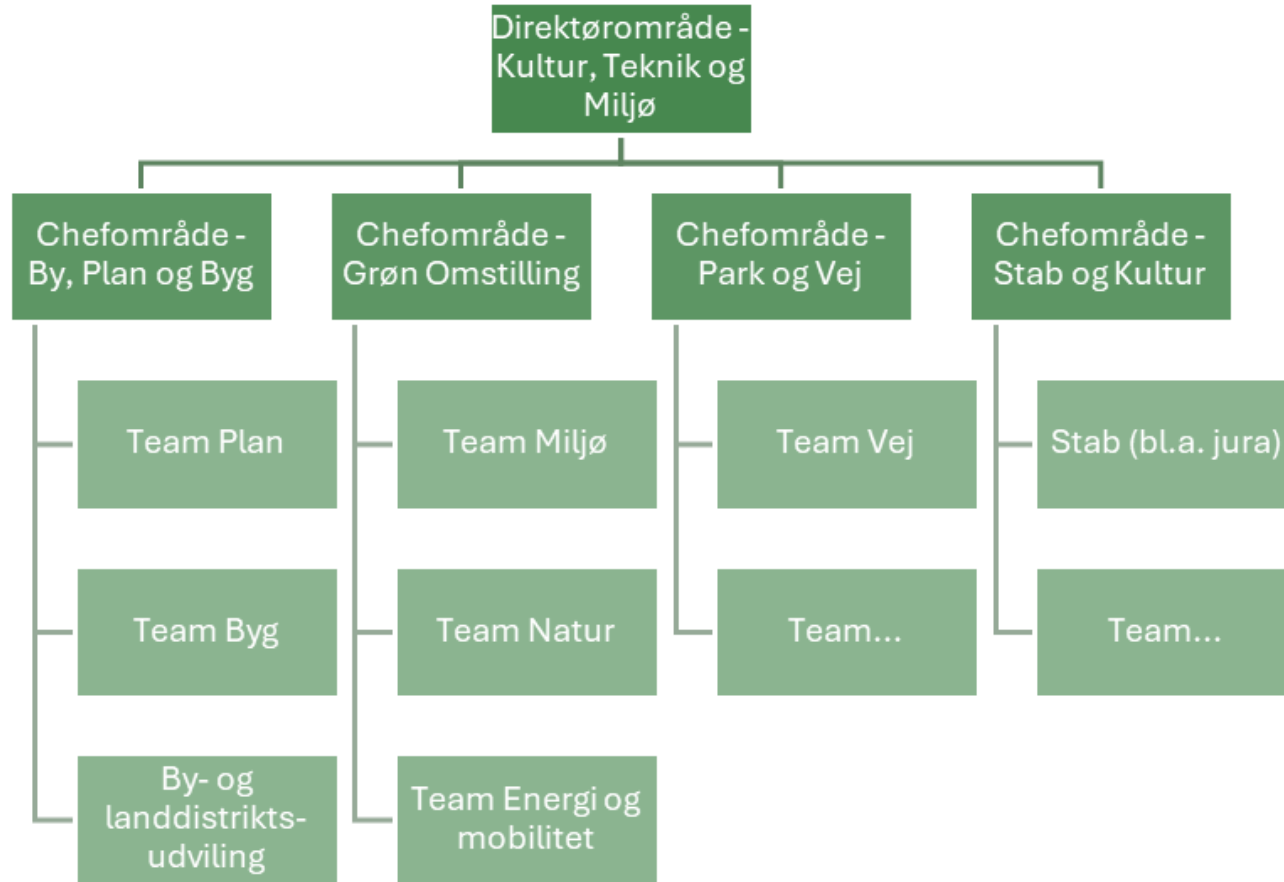 Direktørområde -
Kultur, Teknik og
Miljø
Chefområde -
By, Plan og Byg
Chefområde -
Grøn Omstilling
Chefområde -
Park og Vej
Chefområde -
Stab og Kultur
Team Plan
Team Miljø
Team Vej
Stab (bl.a. jura)
Team Byg
Team Natur
Team...
Team...
By- og
landdistrikts-
udviling
Team Energi og
mobilitet